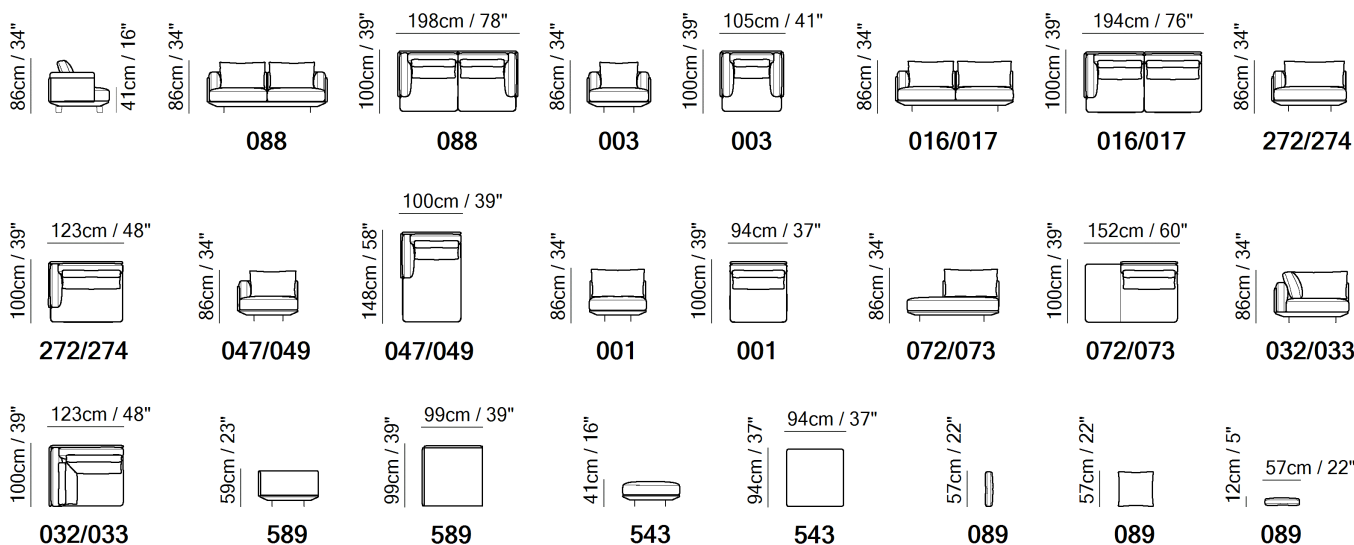 86cm / 34"
41cm / 16"
86cm / 34"
088
100cm / 39"
198cm / 78"
088
86cm / 34"
003
100cm / 39"
105cm / 41"
003
86cm / 34"
016/017
100cm / 39"
194cm / 76"
016/017
86cm / 34"
272/274
100cm / 39"
123cm / 48"
272/274
86cm / 34"
047/049
148cm / 58"
100cm / 39"
047/049
86cm / 34"
001
100cm / 39"
94cm / 37"
001
86cm / 34"
072/073
100cm / 39"
152cm / 60"
072/073
86cm / 34"
032/033
100cm / 39"
123cm / 48"
032/033
59cm / 23"
589
99cm / 39"
99cm / 39"
589
41cm / 16"
543
94cm / 37"
94cm / 37"
543
57cm / 22"
089
57cm / 22"
089
12cm / 5"
57cm / 22"
089